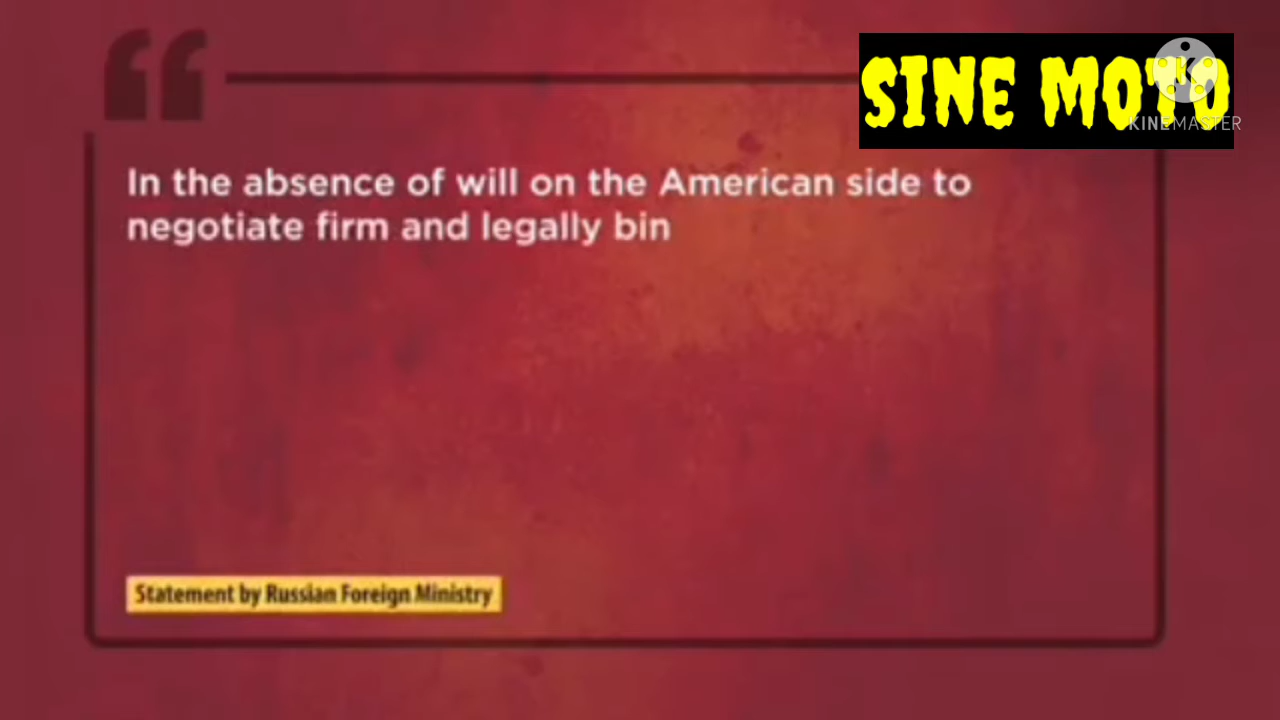 “
SINE MOTO
KINEMASTER
In the absence of will on the American side to
negotiate firm and legally bin
Statement by Russian Foreign Ministry